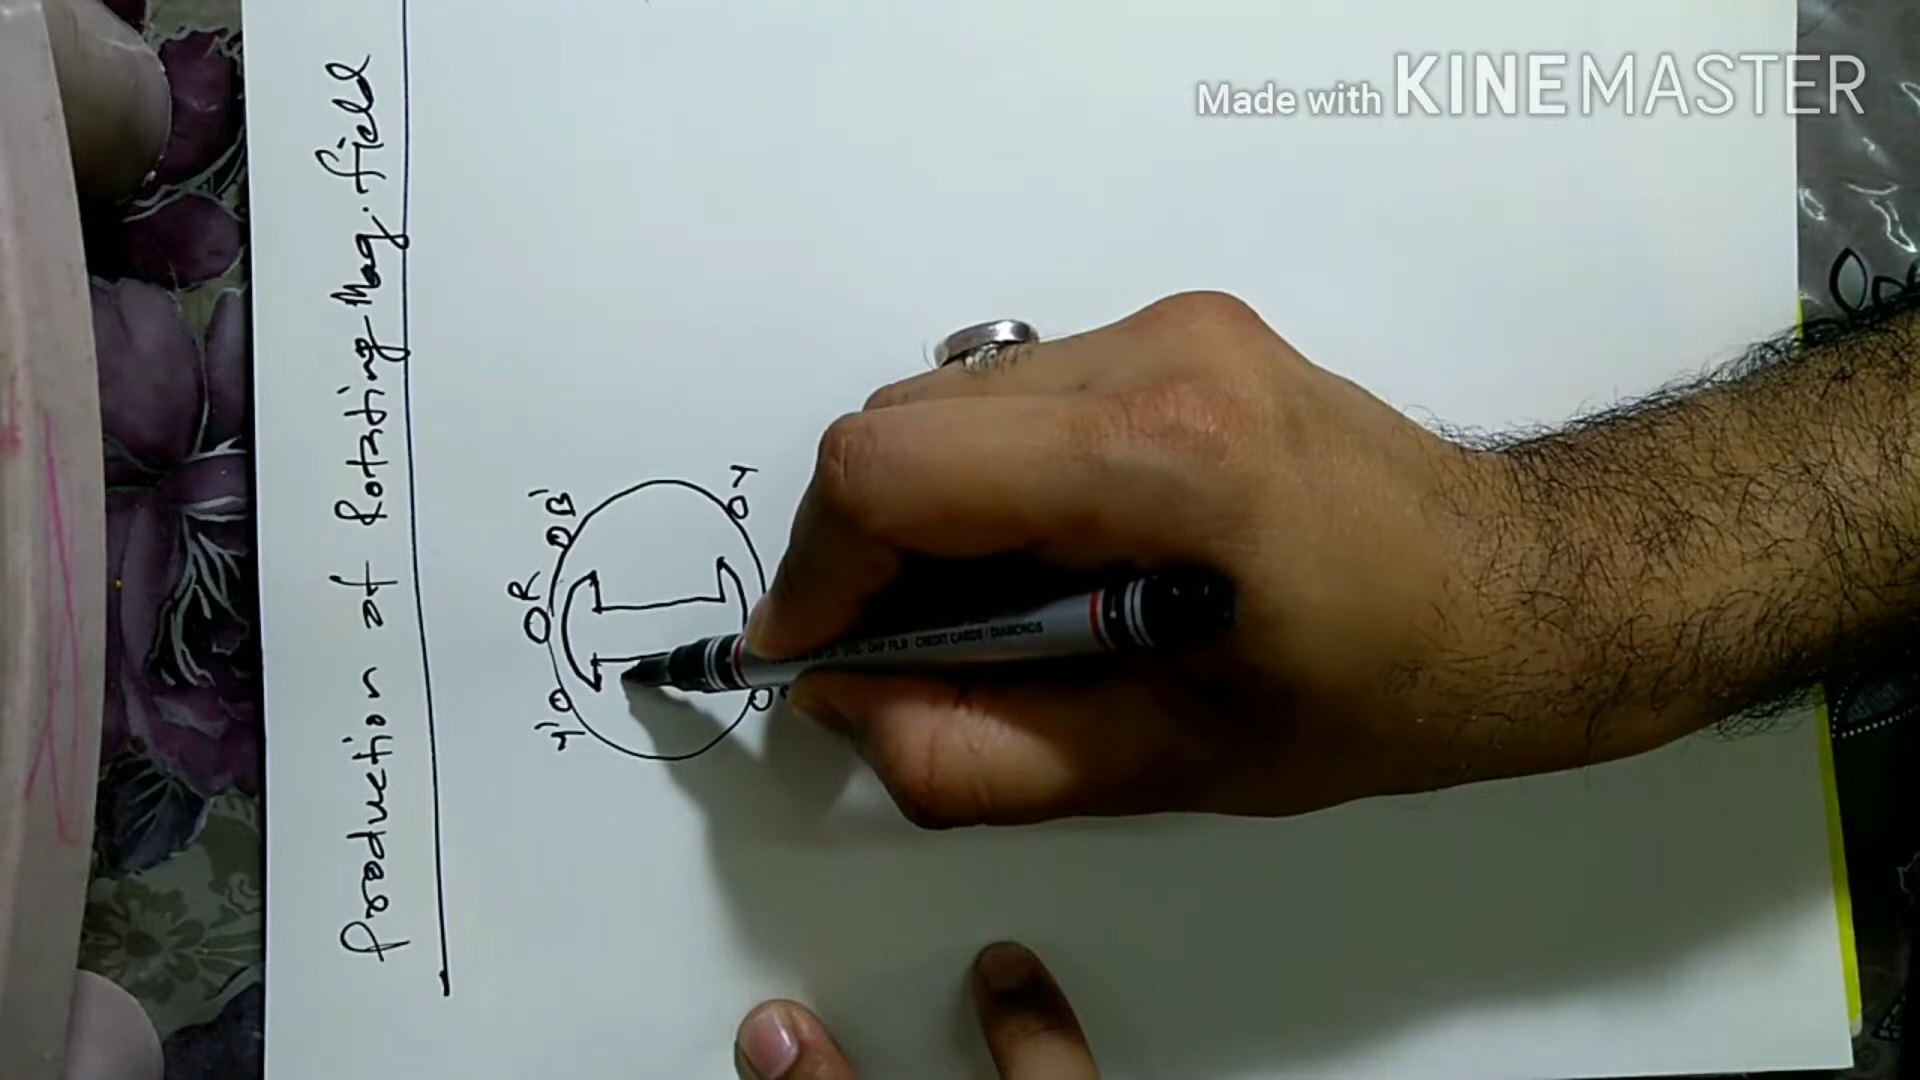 Made with KINEMASTER
Production of Rotating Mag. field
R
B'
Y
Y'